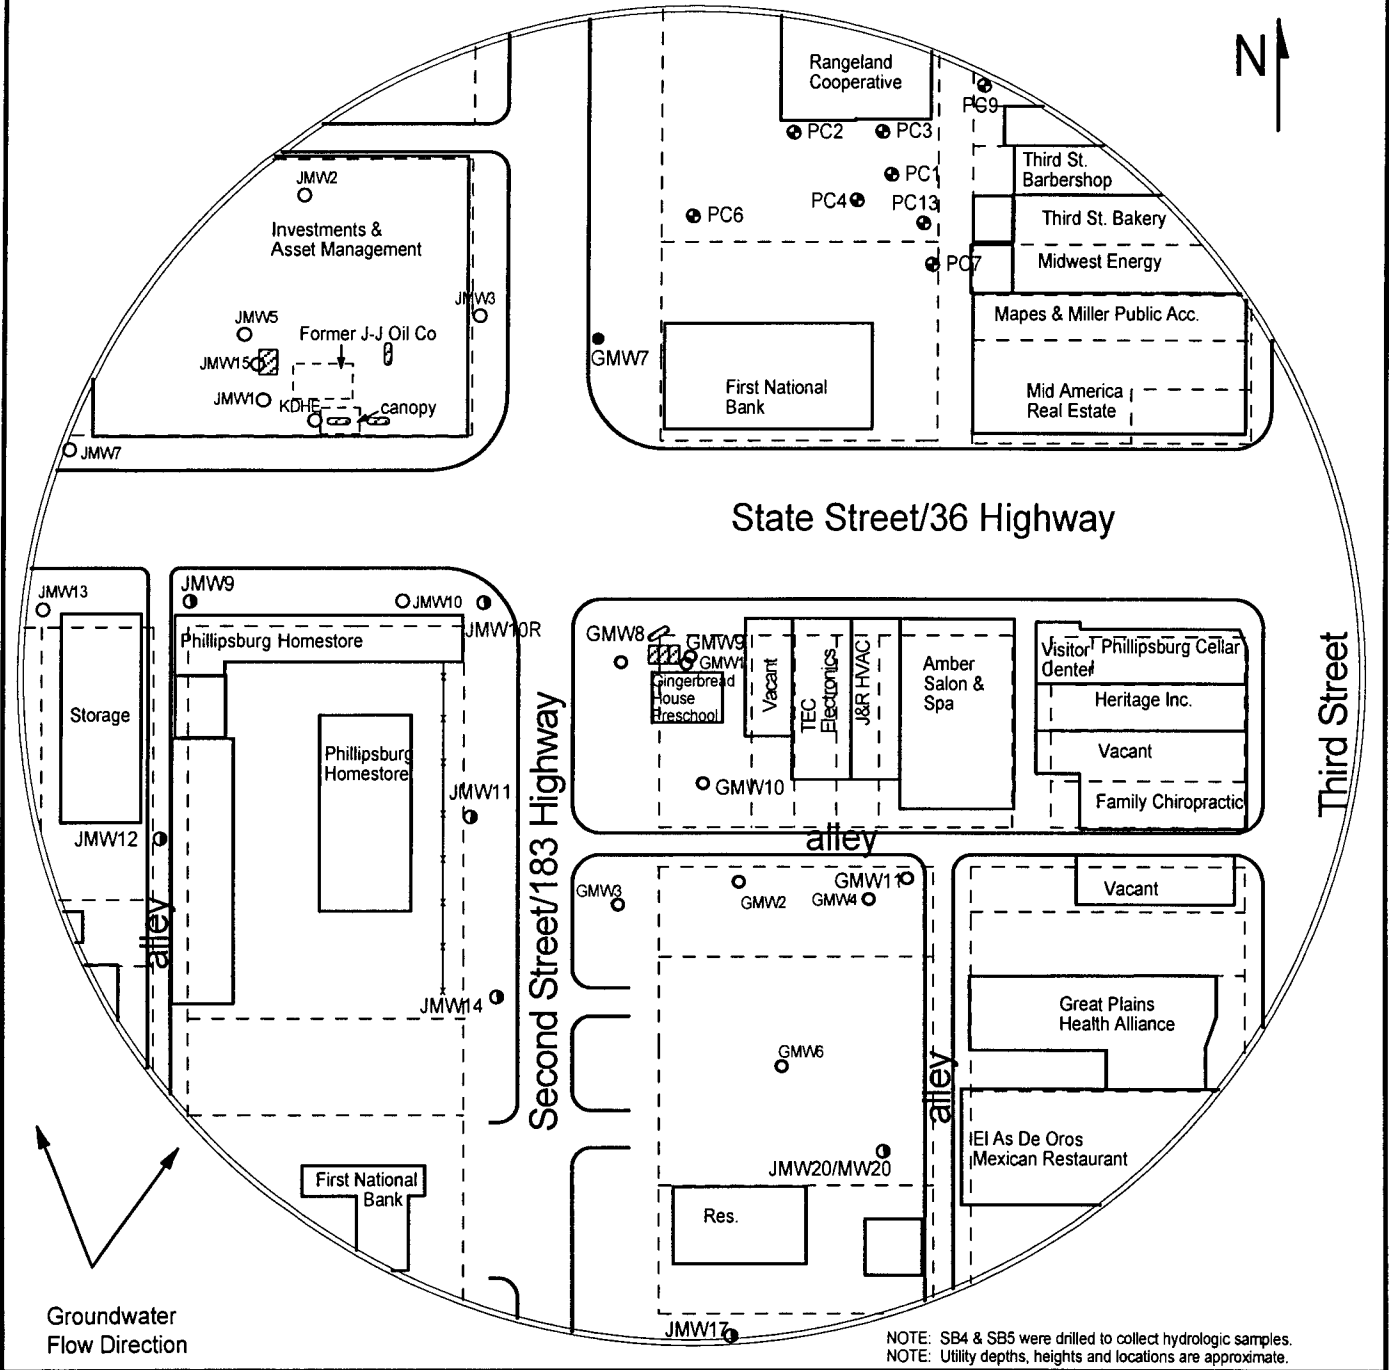 N
Rangeland
Cooperative
PC9
PC2
PC3
PC1
PC4
PC13
PC6
PC7
Third St.
Barbershop
Third St. Bakery
Midwest Energy
Mapes & Miller Public Acc.
Mid America
Real Estate
JMW2
Investments &
Asset Management
JMW3
JMW5
Former J-J Oil Co
JMW15
JMW1
KDHE
canopy
JMW7
GMW7
First National
Bank
State Street/36 Highway
JMW13
JMW9
JMW10
JMW10R
Phillipsburg Homestore
Storage
Phillipsburg
Homestore
JMW11
JMW12
alley
JMW14
Second Street/183 Highway
GMW8
GMW9
GMW1
Gingerbread
House
Preschool
Vacant
TEC
Electronics
J&R HVAC
Amber
Salon &
Spa
Visitor
Center
Phillipsburg Cellar
Heritage Inc.
Vacant
Family Chiropractic
Third Street
GMW10
alley
GMW3
GMW2
GMW11
GMW4
Vacant
Great Plains
Health Alliance
GMW6
alley
El As De Oros
Mexican Restaurant
JMW20/MW20
Res.
First National
Bank
JMW17
Groundwater
Flow Direction
NOTE: SB4 & SB5 were drilled to collect hydrologic samples.
NOTE: Utility depths, heights and locations are approximate.